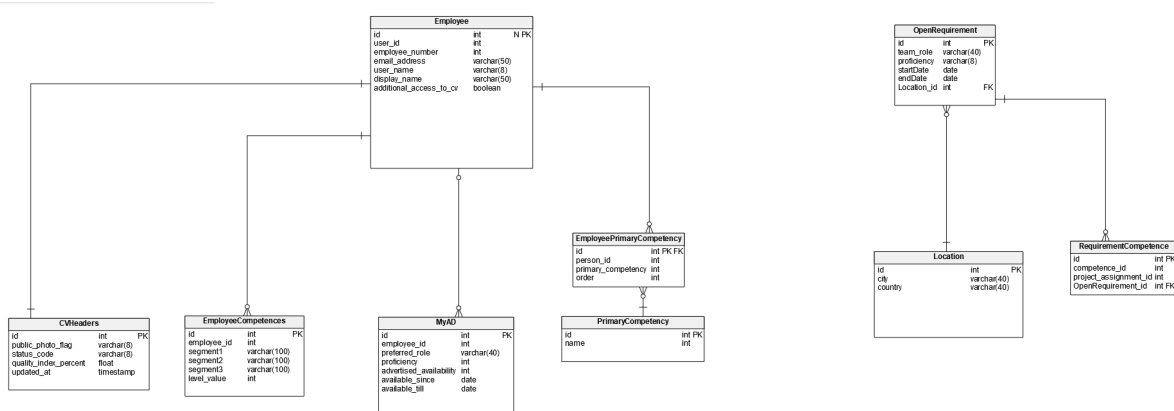 Employee
id int N PK
user_id int
employee_number int
email_address varchar(50)
user_name varchar(8)
display_name varchar(50)
additional_access_to_cv boolean
OpenRequirement
id int PK
team_role varchar(40)
proficiency varchar(8)
startDate date
endDate date
Location_id int FK
EmployeePrimaryCompetency
id int PK FK
person_id int
primary_competency int
order int
Location
id int PK
city varchar(40)
country varchar(40)
RequirementCompetence
id int PK
competence_id int
project_assignment_id int
OpenRequirement_id int FK
CVHeaders
id int PK
public_photo_flag varchar(8)
status_code varchar(8)
quality_index_percent float
updated_at timestamp
EmployeeCompetences
id int PK
employee_id int
segment1 varchar(100)
segment2 varchar(100)
segment3 varchar(100)
level_value int
MyAD
id int PK
employee_id int
preferred_role varchar(40)
proficiency int
advertised_availability int
available_since date
available_till date
PrimaryCompetency
id int PK
name int